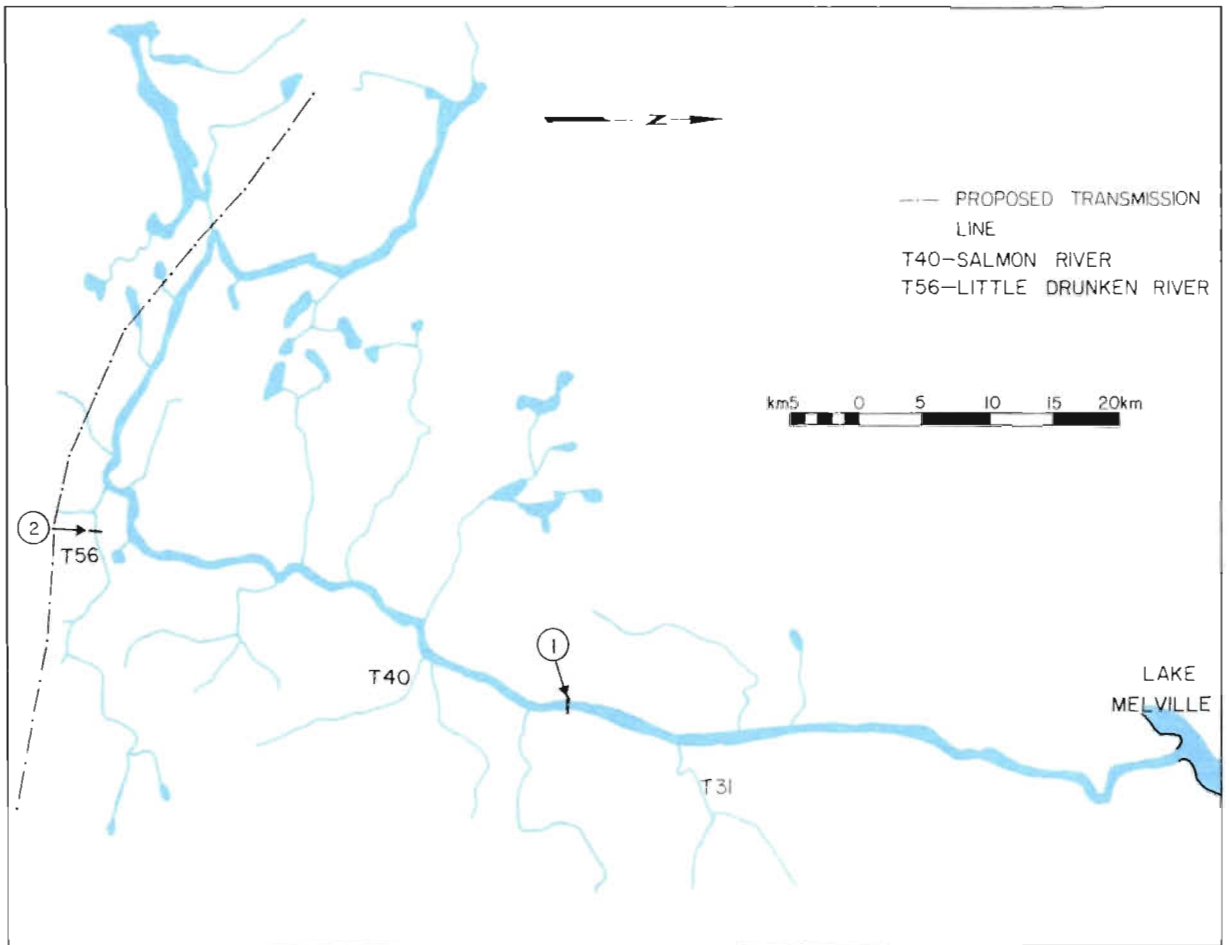 Z
PROPOSED TRANSMISSION
LINE
T40-SALMON RIVER
T56-LITTLE DRUNKEN RIVER
km5 0 5 10 15 20km
2
T56
1
T40
LAKE
MELVILLE
T31